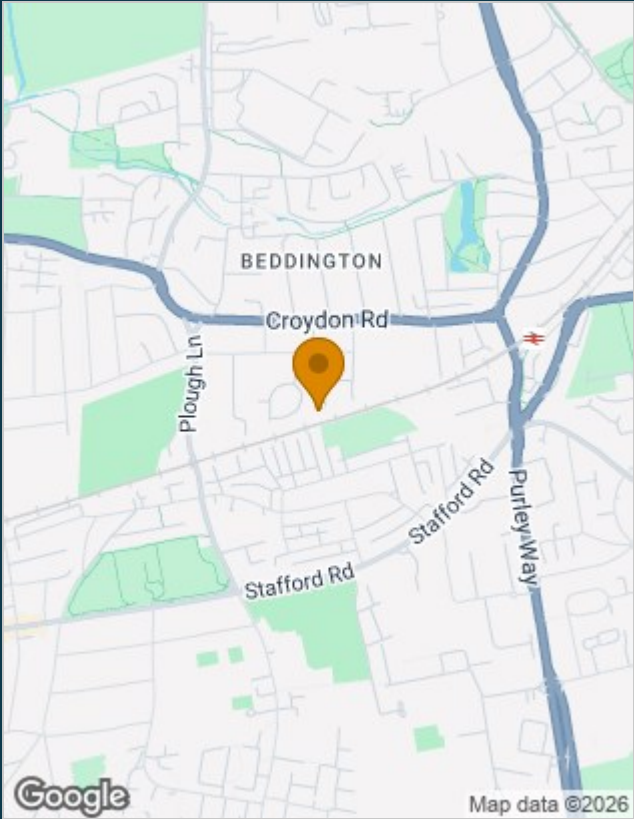 BEDDINGTON
Croydon Rd
Plough Ln
Stafford Rd
Purley Way
Stafford Rd
Google
Map data ©2026